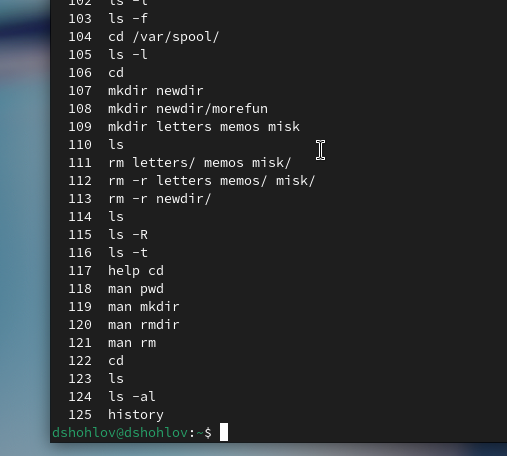 102 ls -t
103 ls -f
104 cd /var/spool/
105 ls -l
106 cd
107 mkdir newdir
108 mkdir newdir/morefun
109 mkdir letters memos misk
110 ls
111 rm letters/ memos misk/
112 rm -r letters memos/ misk/
113 rm -r newdir/
114 ls
115 ls -R
116 ls -t
117 help cd
118 man pwd
119 man mkdir
120 man rmdir
121 man rm
122 cd
123 ls
124 ls -al
125 history
dshohlov@dshohlov:~$